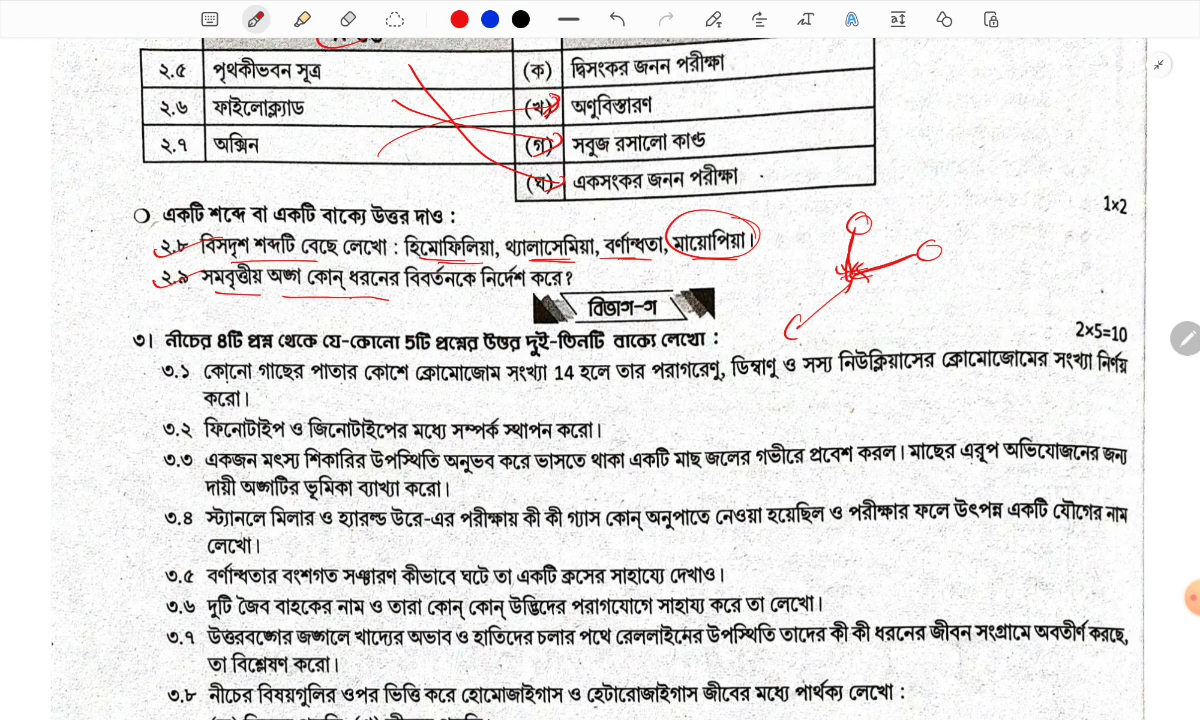 ২.৫ পৃথকীভবন সূত্র (ক) দ্বিসংকর জনন পরীক্ষা
২.৬ ফাইলোক্ল্যাড (খ) অণুবিস্তারণ
২.৭ অক্সিন (গ) সবুজ রসালো কাণ্ড
(ঘ) একসংকর জনন পরীক্ষা
❍ একটি শব্দে বা একটি বাক্যে উত্তর দাও : 1×2
২.৮ বিসদৃশ শব্দটি বেছে লেখো : হিমোফিলিয়া, থ্যালাসেমিয়া, বর্ণান্ধতা, মায়োপিয়া।
২.৯ সমবৃত্তীয় অঙ্গ কোন্ ধরনের বিবর্তনকে নির্দেশ করে?
বিভাগ-গ
৩। নীচের 8টি প্রশ্ন থেকে যে-কোনো 5টি প্রশ্নের উত্তর দুই-তিনটি বাক্যে লেখো : 2×5=10
৩.১ কোনো গাছের পাতার কোশে ক্রোমোজোম সংখ্যা 14 হলে তার পরাগরেণু, ডিম্বাণু ও সস্য নিউক্লিয়াসের ক্রোমোজোমের সংখ্যা নির্ণয়
করো।
৩.২ ফিনোটাইপ ও জিনোটাইপের মধ্যে সম্পর্ক স্থাপন করো।
৩.৩ একজন মৎস্য শিকারির উপস্থিতি অনুভব করে ভাসতে থাকা একটি মাছ জলের গভীরে প্রবেশ করল। মাছের এরূপ অভিযোজনের জন্য
দায়ী অঙ্গটির ভূমিকা ব্যাখ্যা করো।
৩.৪ স্ট্যানলে মিলার ও হ্যারল্ড উরে-এর পরীক্ষায় কী কী গ্যাস কোন্ অনুপাতে নেওয়া হয়েছিল ও পরীক্ষার ফলে উৎপন্ন একটি যৌগের নাম
লেখো।
৩.৫ বর্ণান্ধতার বংশগত সঞ্চারণ কীভাবে ঘটে তা একটি ক্রসের সাহায্যে দেখাও।
৩.৬ দুটি জৈব বাহকের নাম ও তারা কোন্ কোন্ উদ্ভিদের পরাগযোগে সাহায্য করে তা লেখো।
৩.৭ উত্তরবঙ্গের জঙ্গলে খাদ্যের অভাব ও হাতিদের চলার পথে রেললাইনের উপস্থিতি তাদের কী কী ধরনের জীবন সংগ্রামে অবতীর্ণ করছে,
তা বিশ্লেষণ করো।
৩.৮ নীচের বিষয়গুলির ওপর ভিত্তি করে হোমোজাইগাস ও হেটারোজাইগাস জীবের মধ্যে পার্থক্য লেখো :